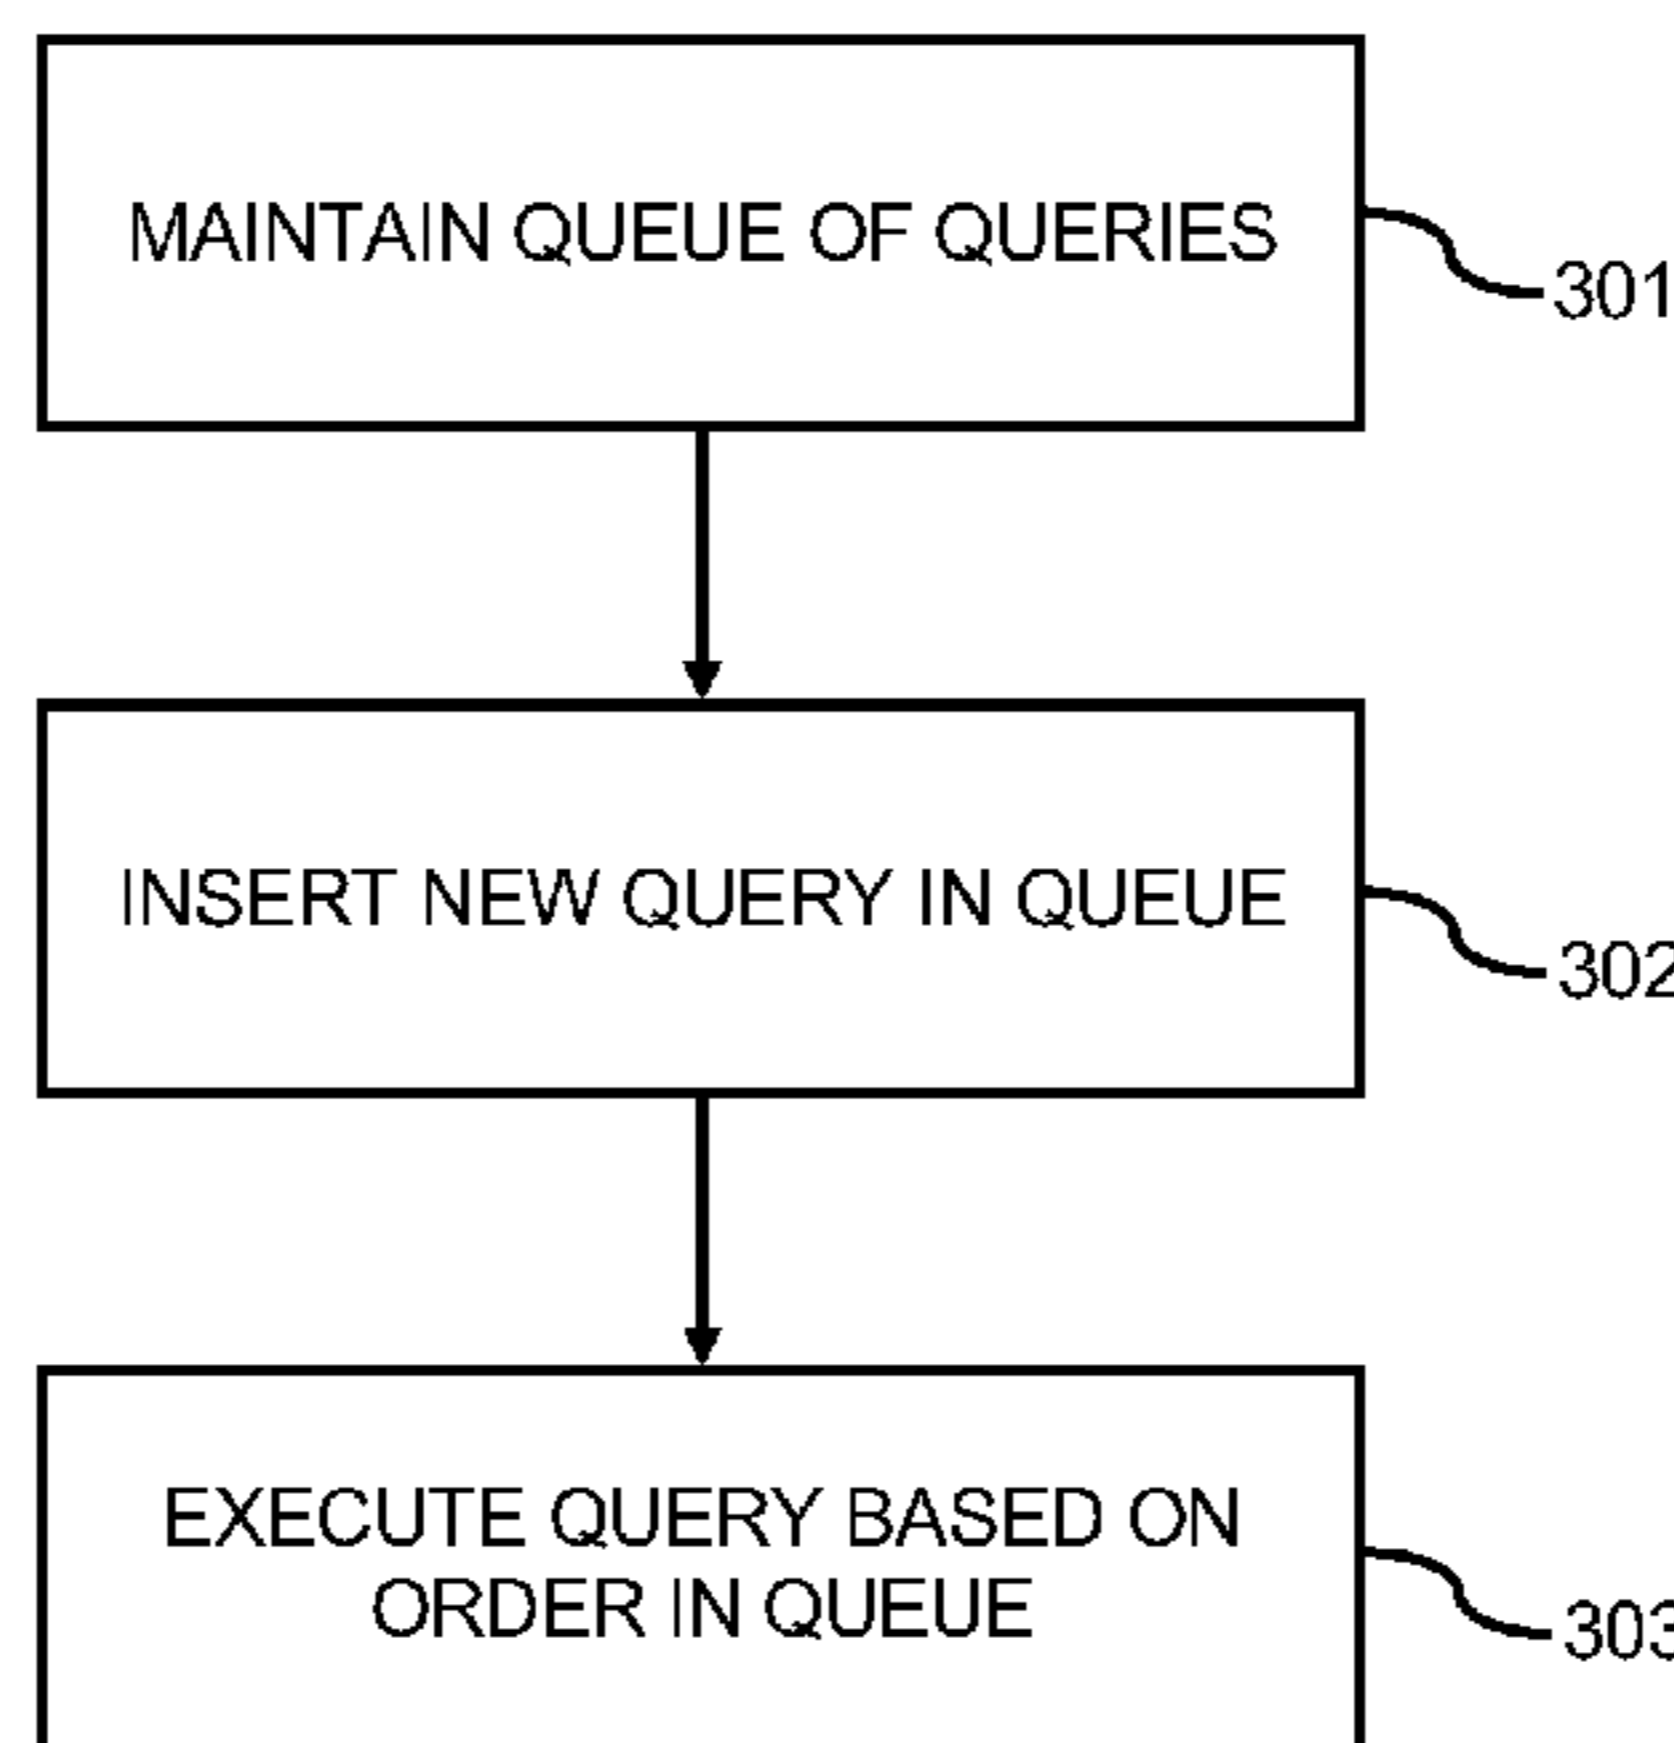 MAINTAIN QUEUE OF QUERIES
301
INSERT NEW QUERY IN QUEUE
302
EXECUTE QUERY BASED ON
ORDER IN QUEUE
303